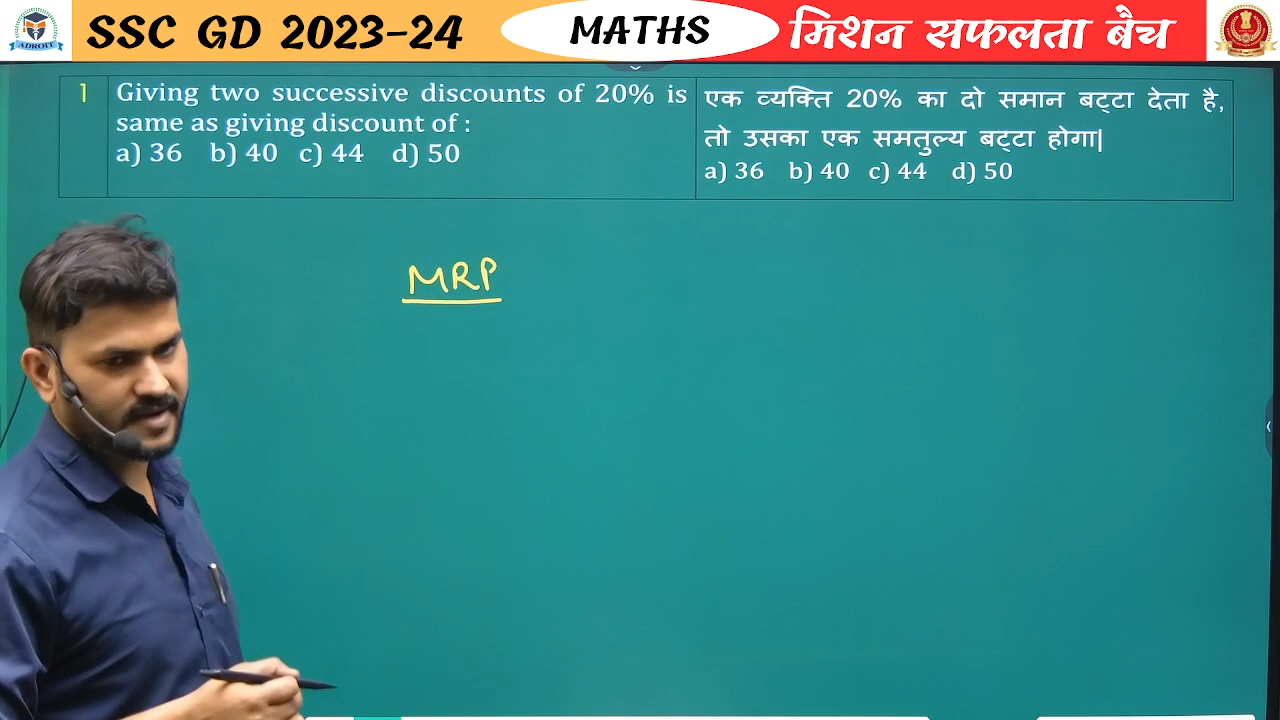 SSC GD 2023-24
MATHS
मिशन सफलता बैच
ADROIT
1
Giving two successive discounts of 20% is
same as giving discount of :
a) 36 b) 40 c) 44 d) 50
एक व्यक्ति 20% का दो समान बट्टा देता है,
तो उसका एक समतुल्य बट्टा होगा|
a) 36 b) 40 c) 44 d) 50
MRP